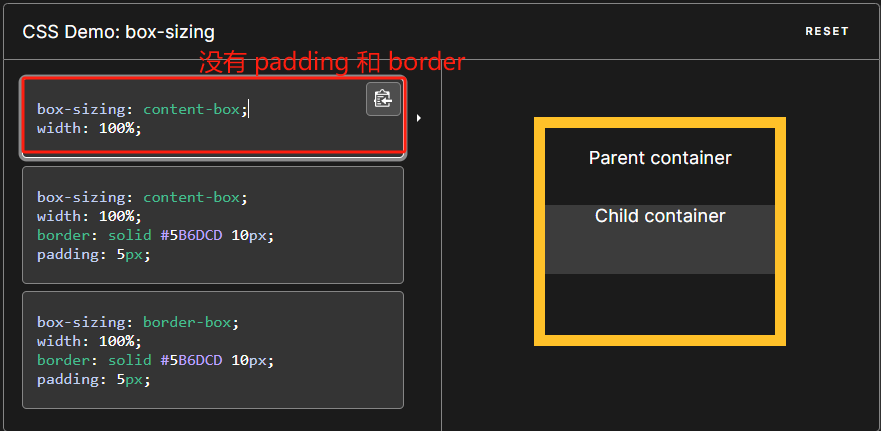 CSS Demo: box-sizing
RESET
没有 padding 和 border
box-sizing: content-box;
width: 100%;
box-sizing: content-box;
width: 100%;
border: solid #5B6DCD 10px;
padding: 5px;
box-sizing: border-box;
width: 100%;
border: solid #5B6DCD 10px;
padding: 5px;
Parent container
Child container